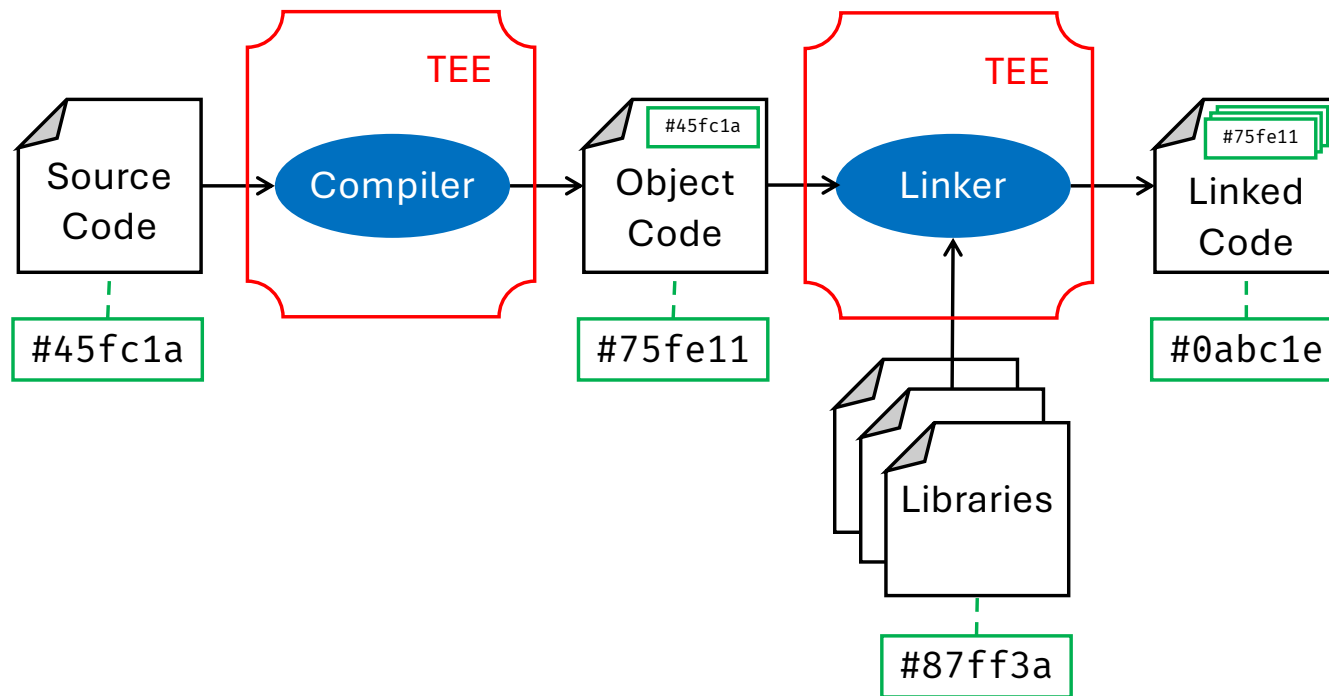 TEE
TEE
#45fc1a
#75fe11
Source
Code
Compiler
Object
Code
Linker
Linked
Code
#45fc1a
#75fe11
#0abc1e
Libraries
#87ff3a